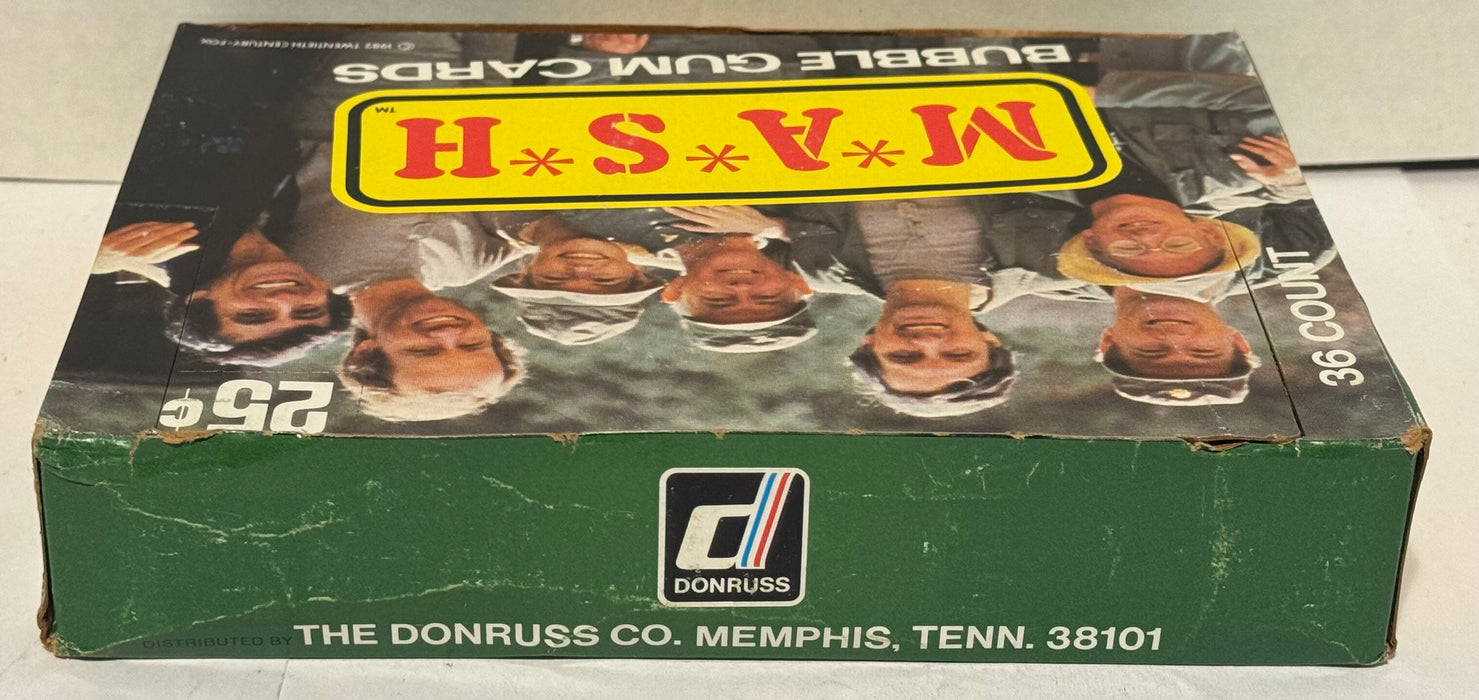 © 1982 TWENTIETH CENTURY-FOX
BUBBLE GUM CARDS
M*A*S*H™
36 COUNT
25¢
d
DONRUSS
DISTRIBUTED BY THE DONRUSS CO. MEMPHIS, TENN. 38101